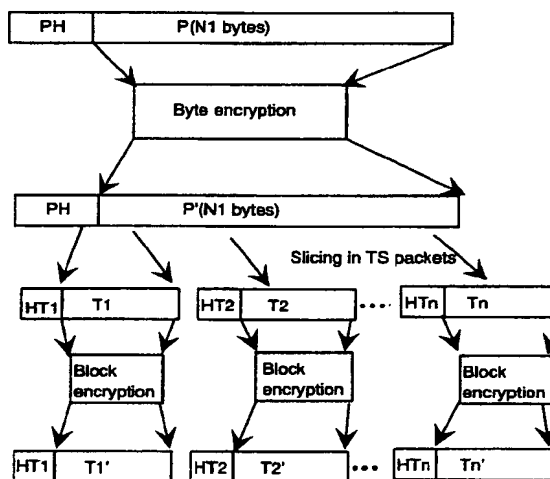 PH P(N1 bytes)
Byte encryption
PH P'(N1 bytes)
Slicing in TS packets
HT1 T1 HT2 T2 .... HTn Tn
Block encryption Block encryption Block encryption
HT1 T1' HT2 T2' ... HTn Tn'